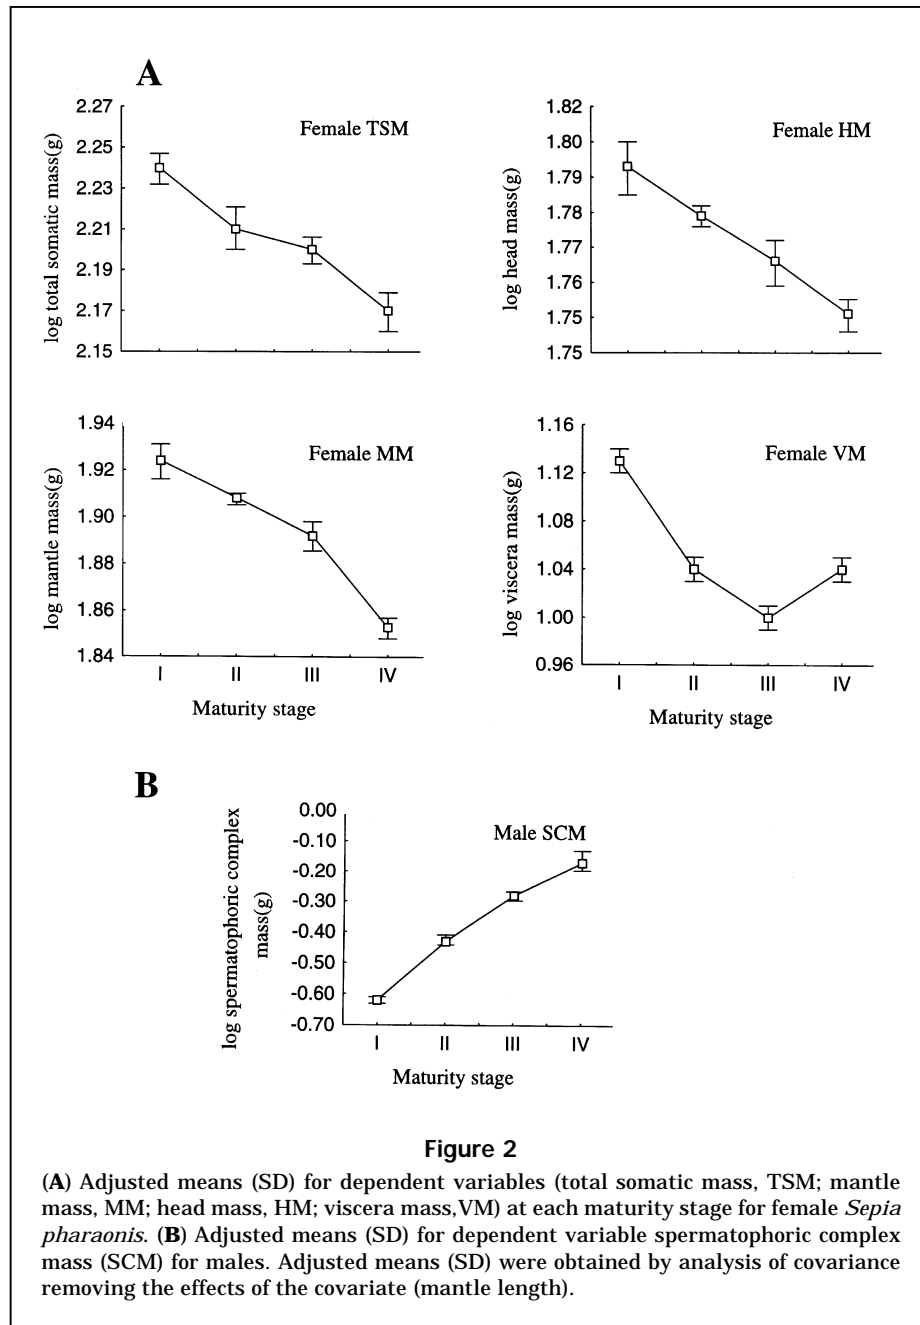 A
Female TSM
log total somatic mass(g)
2.27
2.25
2.23
2.21
2.19
2.17
2.15
Female HM
log head mass(g)
1.82
1.80
1.79
1.78
1.77
1.76
1.75
1.75
Female MM
log mantle mass(g)
1.94
1.92
1.90
1.88
1.86
1.84
I II III IV
Maturity stage
Female VM
log viscera mass(g)
1.16
1.12
1.08
1.04
1.00
0.96
I II III IV
Maturity stage
B
Male SCM
log spermatophoric complex
mass(g)
0.00
-0.10
-0.20
-0.30
-0.40
-0.50
-0.60
-0.70
I II III IV
Maturity stage
Figure 2
(A) Adjusted means (SD) for dependent variables (total somatic mass, TSM; mantle
mass, MM; head mass, HM; viscera mass,VM) at each maturity stage for female Sepia
pharaonis. (B) Adjusted means (SD) for dependent variable spermatophoric complex
mass (SCM) for males. Adjusted means (SD) were obtained by analysis of covariance
removing the effects of the covariate (mantle length).